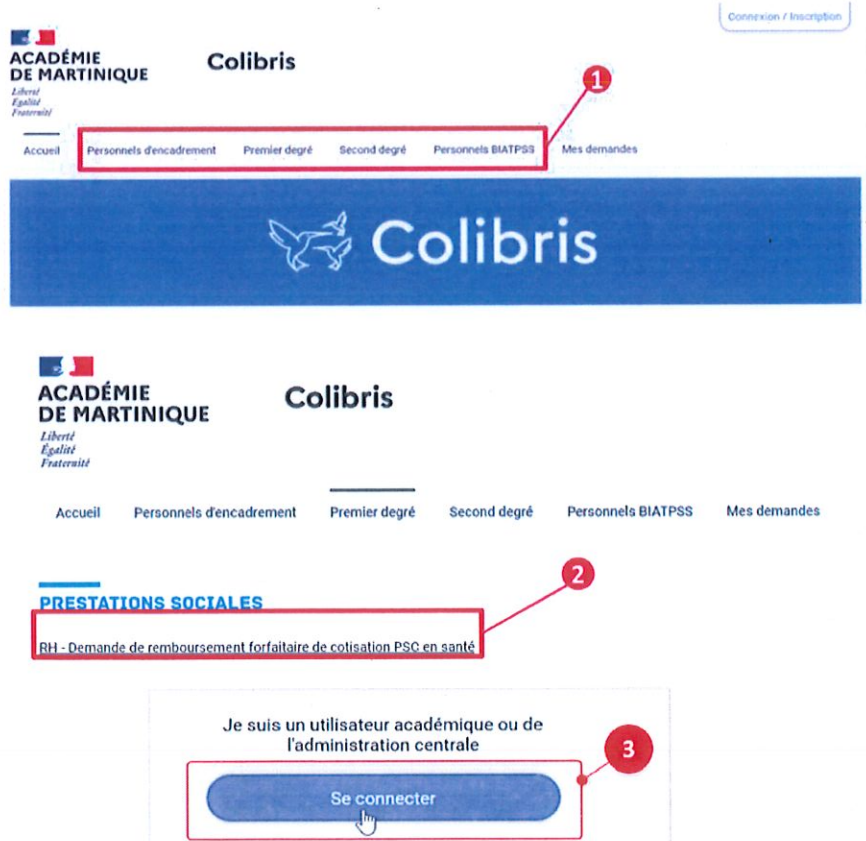 Connexion / Inscription
ACADÉMIE
DE MARTINIQUE
Liberté
Égalité
Fraternité
Colibris
1
Accueil Personnels d'encadrement Premier degré Second degré Personnels BIATPSS Mes demandes
Colibris
ACADÉMIE
DE MARTINIQUE
Liberté
Égalité
Fraternité
Colibris
Accueil Personnels d'encadrement Premier degré Second degré Personnels BIATPSS Mes demandes
2
PRESTATIONS SOCIALES
RH - Demande de remboursement forfaitaire de cotisation PSC en santé
Je suis un utilisateur académique ou de
l'administration centrale
3
Se connecter